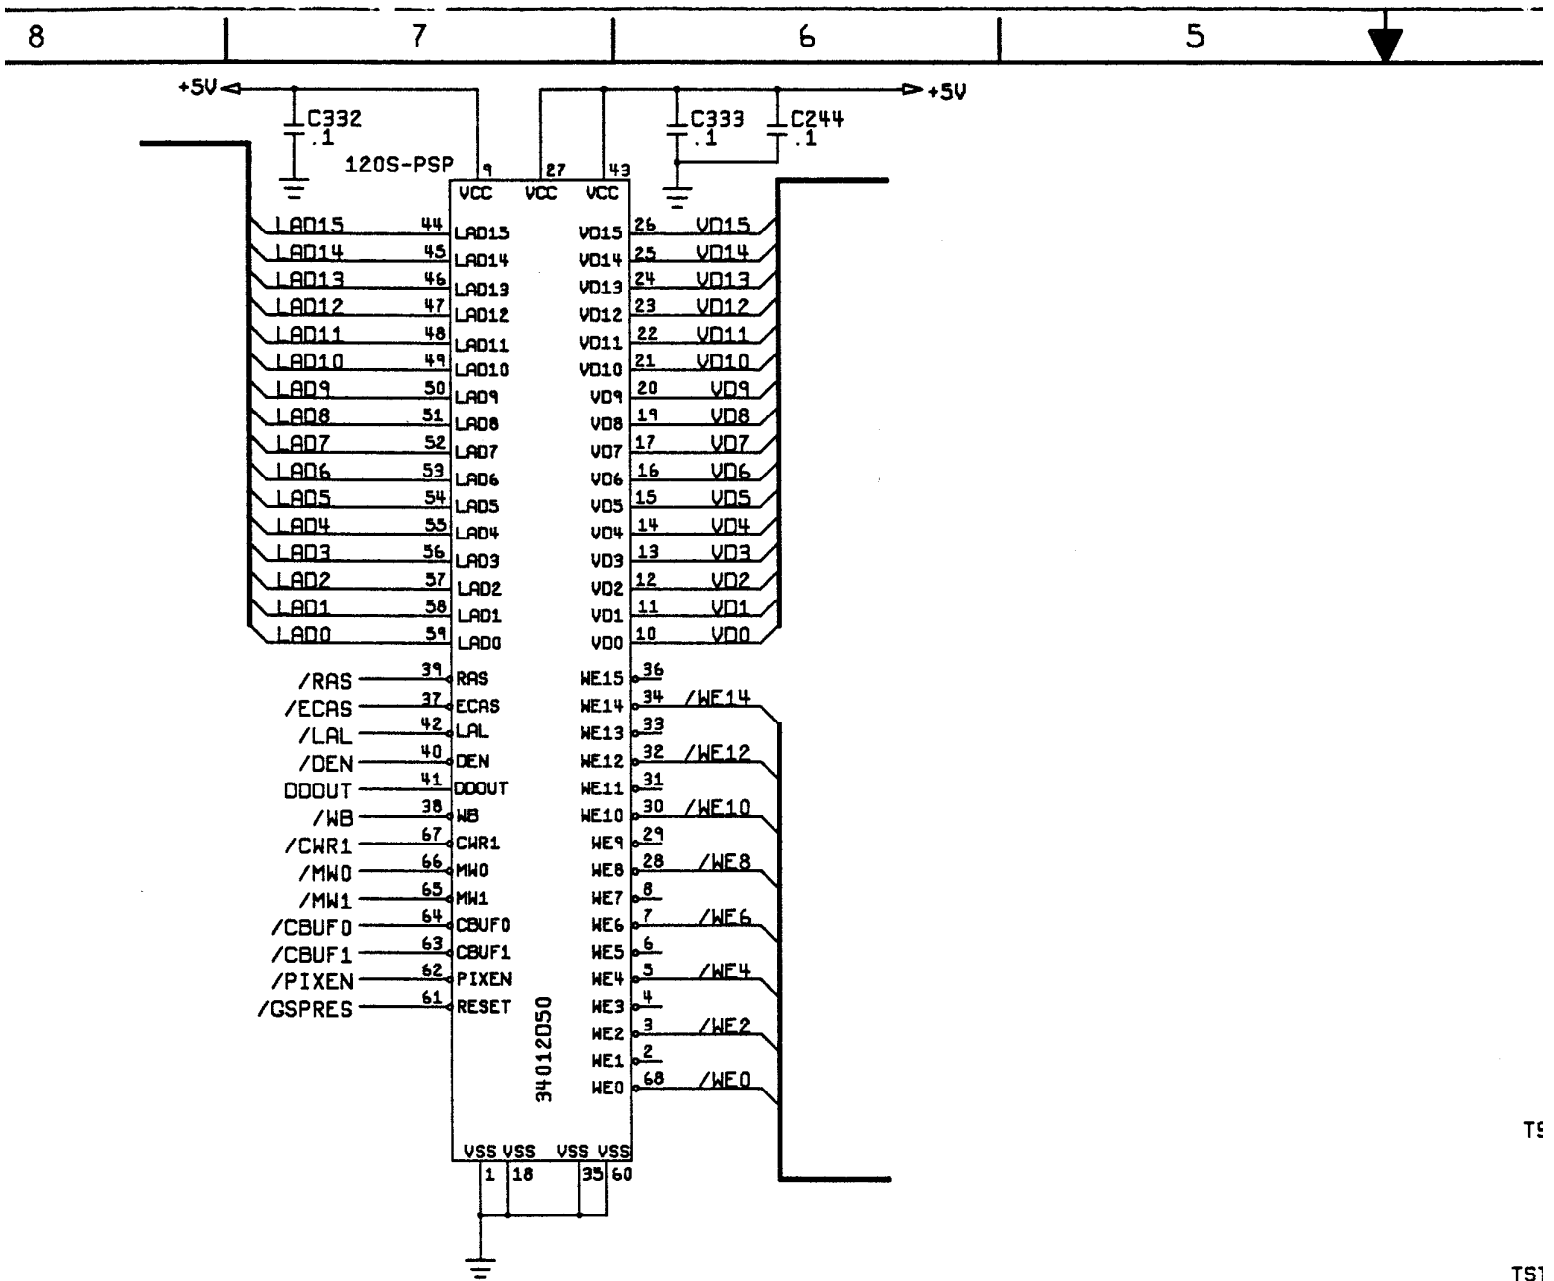 8 7 6 5
+5V +5V
C332 .1 C333 .1 C244 .1
120S-PSP 9 27 43
VCC VCC VCC
LAD15 44 LAD15 VD15 26 VD15
LAD14 45 LAD14 VD14 25 VD14
LAD13 46 LAD13 VD13 24 VD13
LAD12 47 LAD12 VD12 23 VD12
LAD11 48 LAD11 VD11 22 VD11
LAD10 49 LAD10 VD10 21 VD10
LAD9 50 LAD9 VD9 20 VD9
LAD8 51 LAD8 VD8 19 VD8
LAD7 52 LAD7 VD7 17 VD7
LAD6 53 LAD6 VD6 16 VD6
LAD5 54 LAD5 VD5 15 VD5
LAD4 55 LAD4 VD4 14 VD4
LAD3 56 LAD3 VD3 13 VD3
LAD2 57 LAD2 VD2 12 VD2
LAD1 58 LAD1 VD1 11 VD1
LAD0 59 LAD0 VD0 10 VD0
/RAS 39 RAS WE15 36
/ECAS 37 ECAS WE14 34 /WE14
/LAL 42 LAL WE13 33
/DEN 40 DEN WE12 32 /WE12
DDOUT 41 DDOUT WE11 31
/WB 38 WB WE10 30 /WE10
/CWR1 67 CWR1 WE9 29
/MW0 66 MW0 WE8 28 /WE8
/MW1 65 MW1 WE7 8
/CBUF0 64 CBUF0 WE6 7 /WE6
/CBUF1 63 CBUF1 WE5 6
/PIXEN 62 PIXEN WE4 5 /WE4
/GSPRES 61 RESET WE3 4
WE2 3 /WE2
WE1 2
WE0 68 /WE0
34012D50
VSS VSS VSS VSS
1 18 35 60